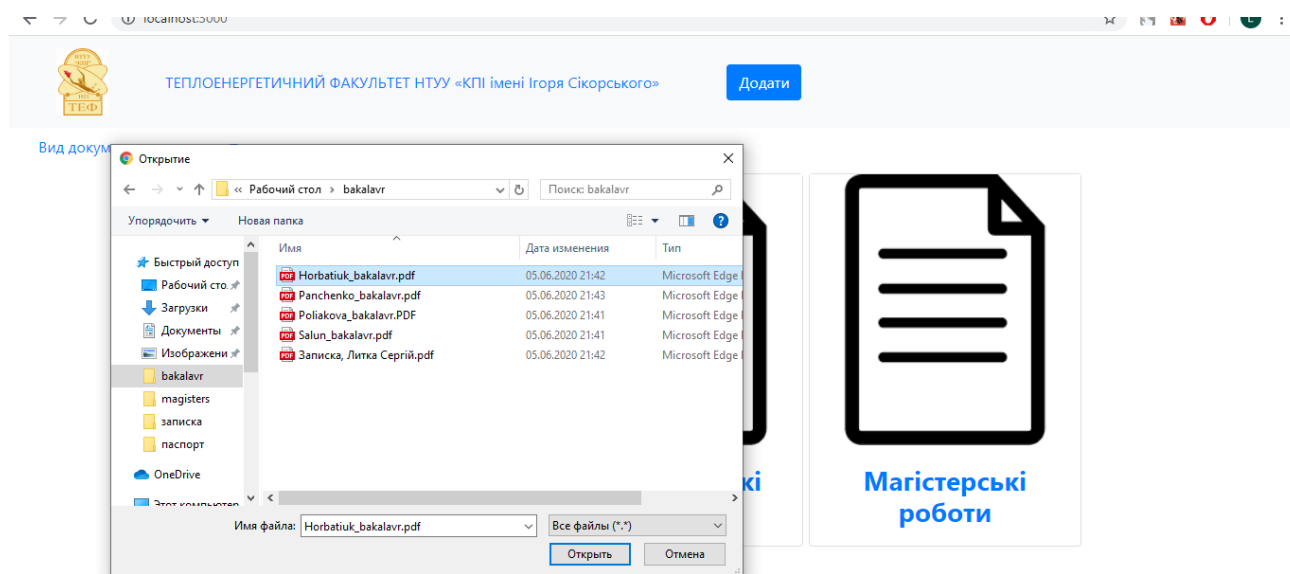 localhost:3000
НТУУ
"КПІ"
ТЕФ
ТЕПЛОЕНЕРГЕТИЧНИЙ ФАКУЛЬТЕТ НТУУ «КПІ імені Ігоря Сікорського»
Додати
Вид докум
Открытие
« Рабочий стол › bakalavr
Поиск: bakalavr
Упорядочить
Новая папка
Имя
Дата изменения
Тип
Быстрый доступ
Рабочий сто.
Загрузки
Документы
Изображени
bakalavr
magisters
записка
паспорт
OneDrive
Этот компьютер
Horbatiuk_bakalavr.pdf 05.06.2020 21:42 Microsoft Edge
Panchenko_bakalavr.pdf 05.06.2020 21:43 Microsoft Edge
Poliakova_bakalavr.PDF 05.06.2020 21:41 Microsoft Edge
Salun_bakalavr.pdf 05.06.2020 21:41 Microsoft Edge
Записка, Литка Сергій.pdf 05.06.2020 21:42 Microsoft Edge
Имя файла: Horbatiuk_bakalavr.pdf
Все файлы (*.*)
Открыть
Отмена
кі
Магістерські
роботи